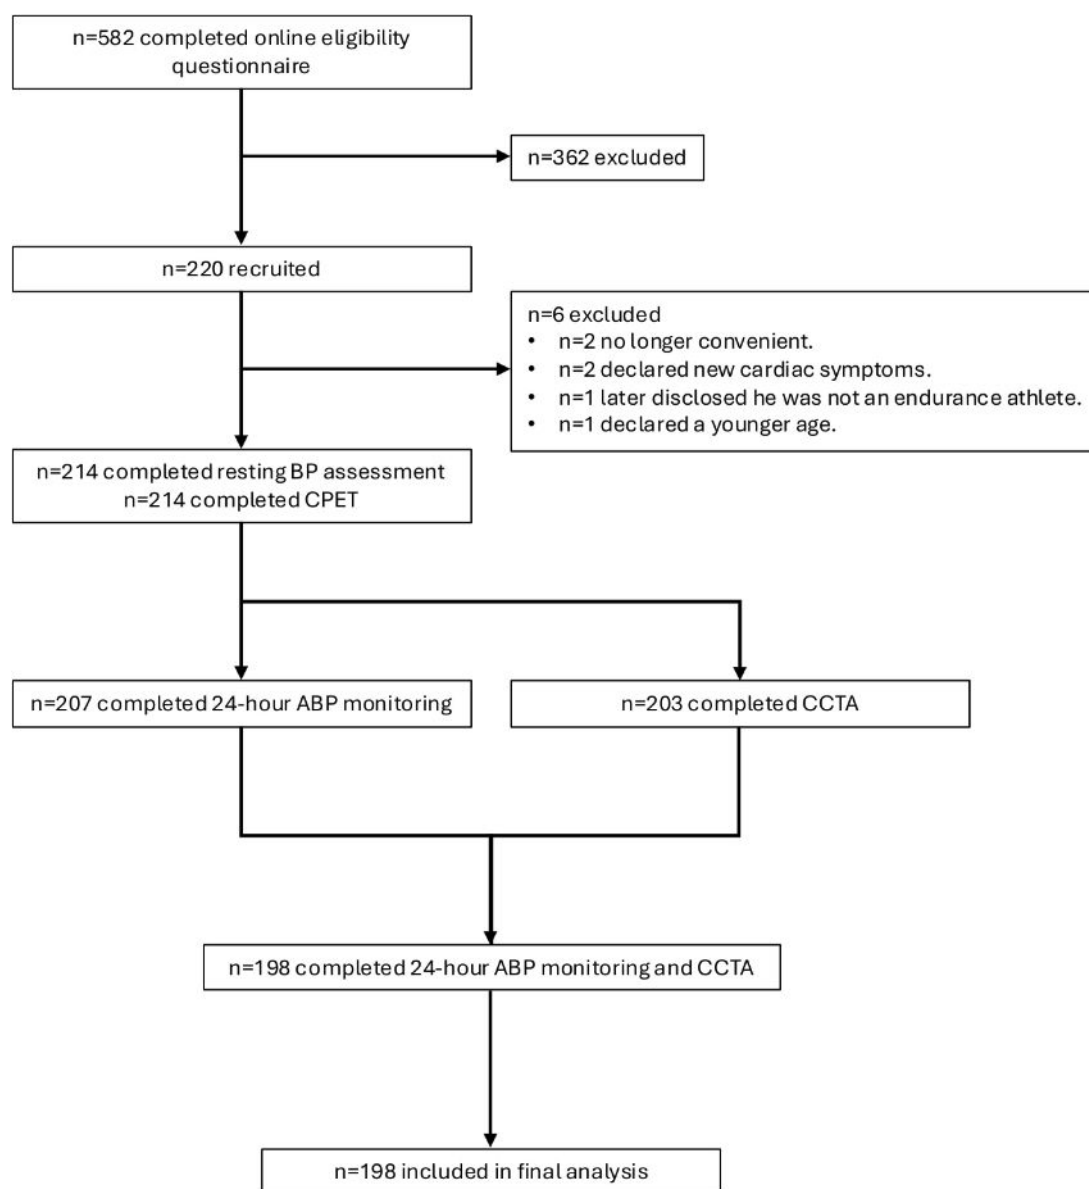 n=582 completed online eligibility
questionnaire
n=362 excluded
n=220 recruited
n=6 excluded
• n=2 no longer convenient.
• n=2 declared new cardiac symptoms.
• n=1 later disclosed he was not an endurance athlete.
• n=1 declared a younger age.
n=214 completed resting BP assessment
n=214 completed CPET
n=207 completed 24-hour ABP monitoring
n=203 completed CCTA
n=198 completed 24-hour ABP monitoring and CCTA
n=198 included in final analysis